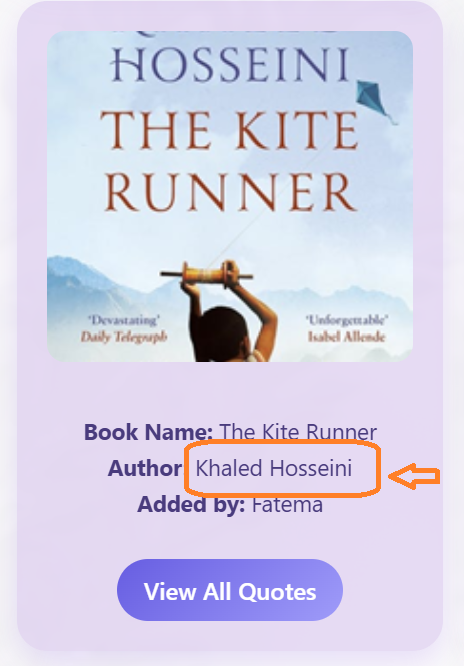 HOSSEINI
THE KITE
RUNNER
'Devastating' 'Unforgettable'
Daily Telegraph Isabel Allende
Book Name: The Kite Runner
Author Khaled Hosseini
Added by: Fatema
View All Quotes